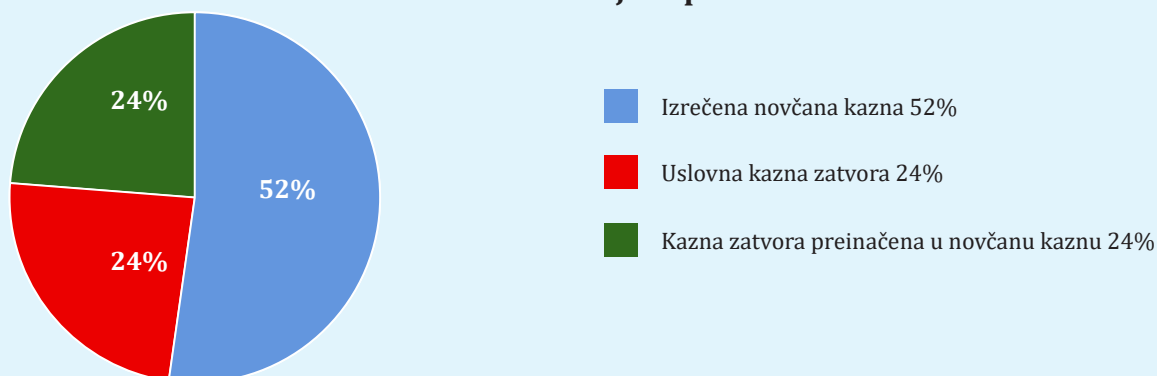 24%
52%
24%
Izrečena novčana kazna 52%
Uslovna kazna zatvora 24%
Kazna zatvora preinačena u novčanu kaznu 24%